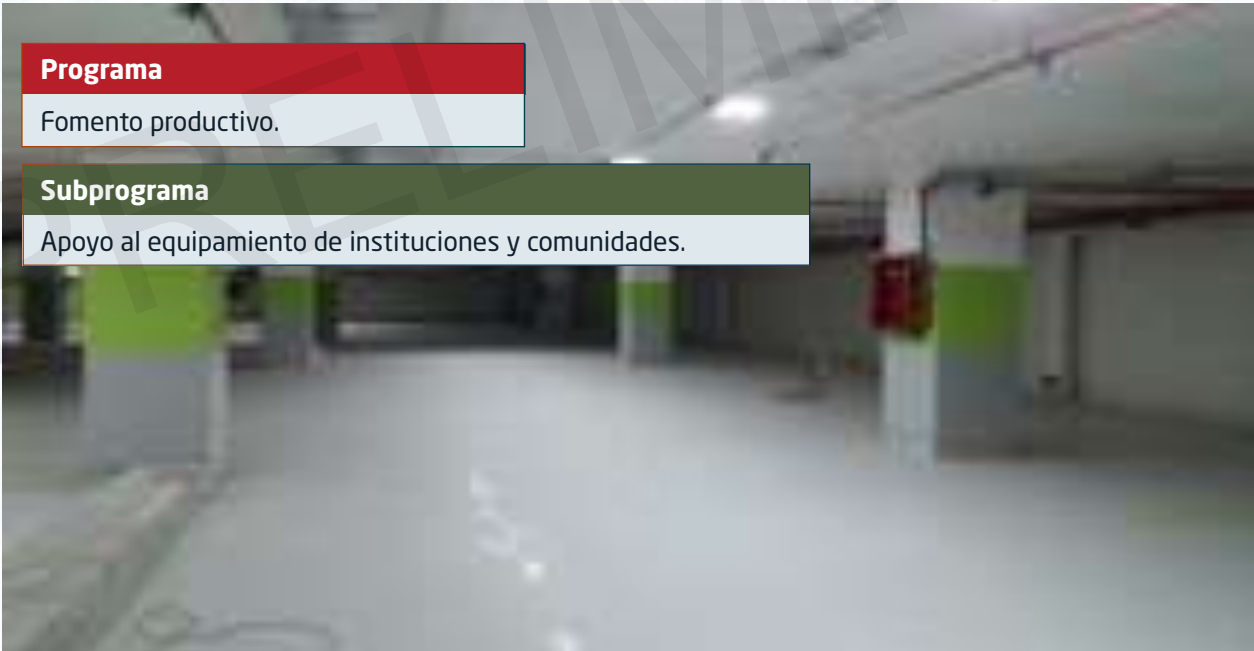 Programa
Fomento productivo.
Subprograma
Apoyo al equipamiento de instituciones y comunidades.